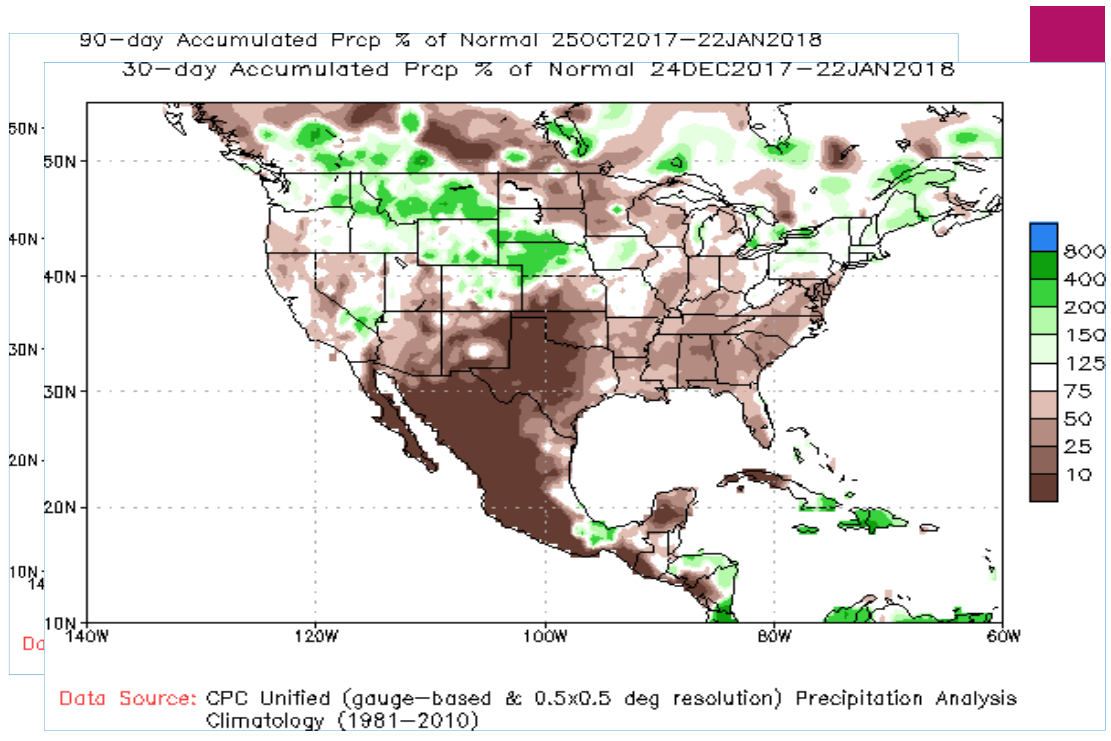 90-day Accumulated Prcp % of Normal 25OCT2017-22JAN2018
30-day Accumulated Prcp % of Normal 24DEC2017-22JAN2018
50N
50N
40N
40N
30N
30N
20N
20N
10N
14
10N
140W 120W 100W 80W 60W
800
400
200
150
125
75
50
25
10
Data Source: CPC Unified (gauge-based & 0.5x0.5 deg resolution) Precipitation Analysis
Climatology (1981-2010)